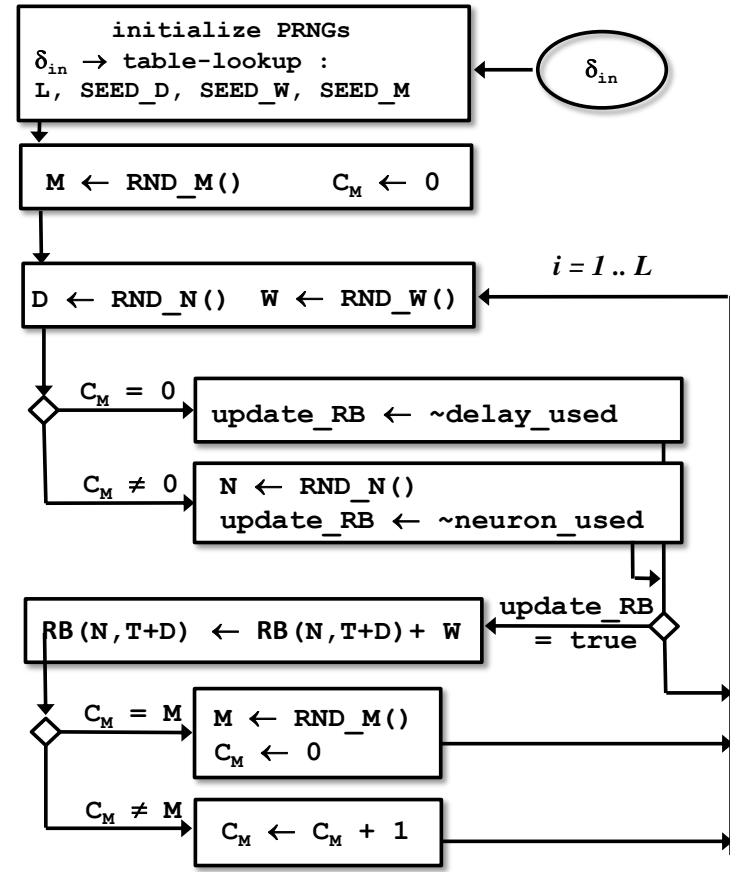 initialize PRNGs
δin → table-lookup :
L, SEED_D, SEED_W, SEED_M
δin
M ← RND_M() CM ← 0
i = 1 .. L
D ← RND_N() W ← RND_W()
CM = 0
update_RB ← ~delay_used
CM ≠ 0
N ← RND_N()
update_RB ← ~neuron_used
update_RB
= true
RB(N,T+D) ← RB(N,T+D)+ W
CM = M
M ← RND_M()
CM ← 0
CM ≠ M
CM ← CM + 1